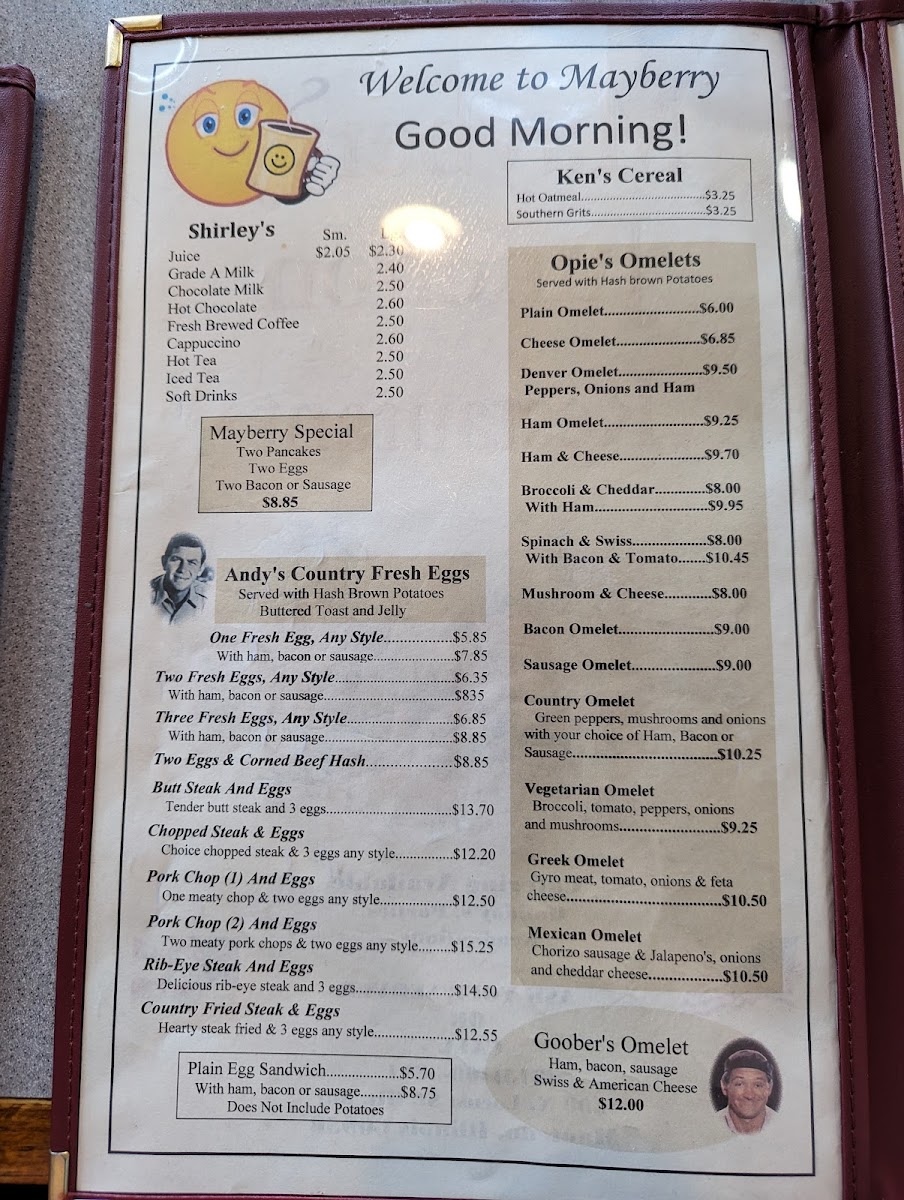 Welcome to Mayberry
Good Morning!
Ken's Cereal
Hot Oatmeal.......................................$3.25
Southern Grits....................................$3.25
Shirley's
Sm.
Juice $2.05 $2.30
Grade A Milk 2.40
Chocolate Milk 2.50
Hot Chocolate 2.60
Fresh Brewed Coffee 2.50
Cappuccino 2.60
Hot Tea 2.50
Iced Tea 2.50
Soft Drinks 2.50
Mayberry Special
Two Pancakes
Two Eggs
Two Bacon or Sausage
$8.85
Andy's Country Fresh Eggs
Served with Hash Brown Potatoes
Buttered Toast and Jelly
One Fresh Egg, Any Style.................$5.85
With ham, bacon or sausage....................$7.85
Two Fresh Eggs, Any Style..............................$6.35
With ham, bacon or sausage................................$835
Three Fresh Eggs, Any Style..........................$6.85
With ham, bacon or sausage................................$8.85
Two Eggs & Corned Beef Hash.....................$8.85
Butt Steak And Eggs
Tender butt steak and 3 eggs...............................$13.70
Chopped Steak & Eggs
Choice chopped steak & 3 eggs any style..............$12.20
Pork Chop (1) And Eggs
One meaty chop & two eggs any style..................$12.50
Pork Chop (2) And Eggs
Two meaty pork chops & two eggs any style........$15.25
Rib-Eye Steak And Eggs
Delicious rib-eye steak and 3 eggs........................$14.50
Country Fried Steak & Eggs
Hearty steak fried & 3 eggs any style....................$12.55
Plain Egg Sandwich..................$5.70
With ham, bacon or sausage..........$8.75
Does Not Include Potatoes
Opie's Omelets
Served with Hash brown Potatoes
Plain Omelet..........................$6.00
Cheese Omelet.......................$6.85
Denver Omelet.......................$9.50
Peppers, Onions and Ham
Ham Omelet...........................$9.25
Ham & Cheese.......................$9.70
Broccoli & Cheddar.............$8.00
With Ham..............................$9.95
Spinach & Swiss....................$8.00
With Bacon & Tomato.......$10.45
Mushroom & Cheese............$8.00
Bacon Omelet.........................$9.00
Sausage Omelet......................$9.00
Country Omelet
Green peppers, mushrooms and onions
with your choice of Ham, Bacon or
Sausage.......................................$10.25
Vegetarian Omelet
Broccoli, tomato, peppers, onions
and mushrooms...........................$9.25
Greek Omelet
Gyro meat, tomato, onions & feta
cheese..........................................$10.50
Mexican Omelet
Chorizo sausage & Jalapeno's, onions
and cheddar cheese....................$10.50
Goober's Omelet
Ham, bacon, sausage
Swiss & American Cheese
$12.00